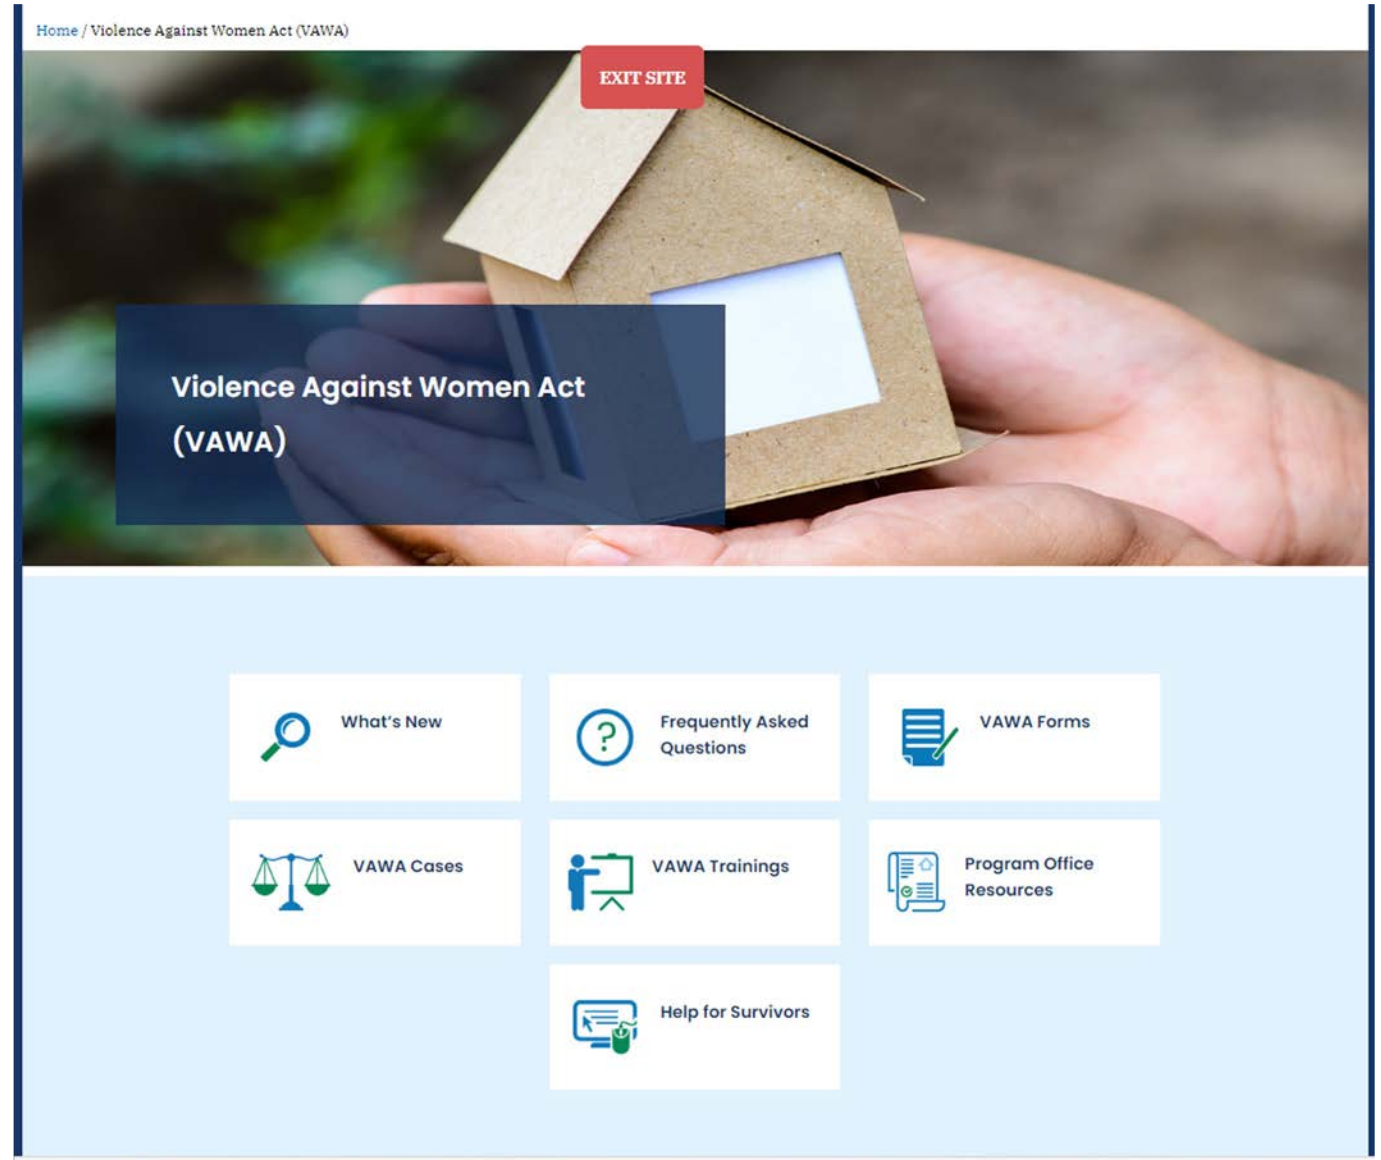 Home / Violence Against Women Act (VAWA)
EXIT SITE
Violence Against Women Act
(VAWA)
What's New
Frequently Asked
Questions
VAWA Forms
VAWA Cases
VAWA Trainings
Program Office
Resources
Help for Survivors